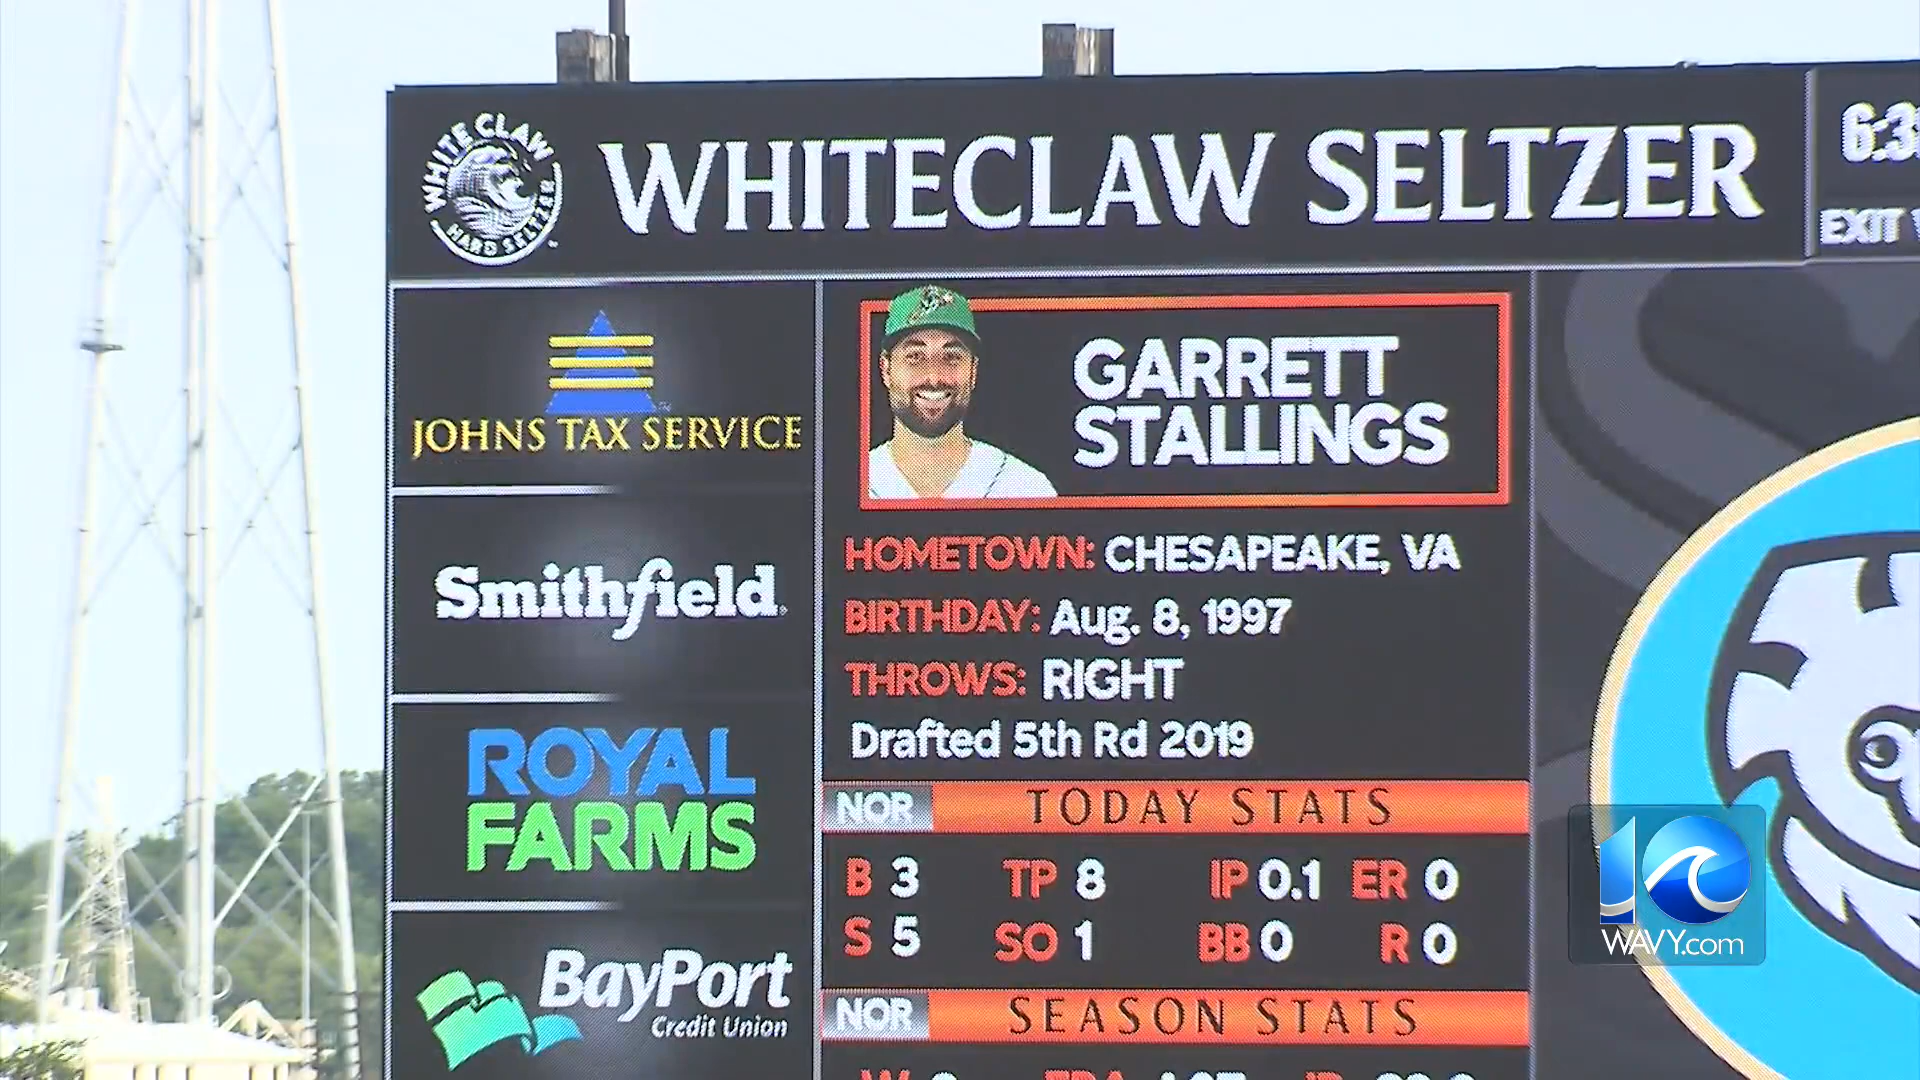 WHITE CLAW
HARD SELTZER
WHITECLAW SELTZER
EXIT
JOHNS TAX SERVICE
Smithfield
ROYAL
FARMS
BayPort
Credit Union
GARRETT
STALLINGS
HOMETOWN: CHESAPEAKE, VA
BIRTHDAY: Aug. 8, 1997
THROWS: RIGHT
Drafted 5th Rd 2019
NOR TODAY STATS
B 3 TP 8 IP 0.1 ER 0
S 5 SO 1 BB 0 R 0
NOR SEASON STATS
10
WAVY.com